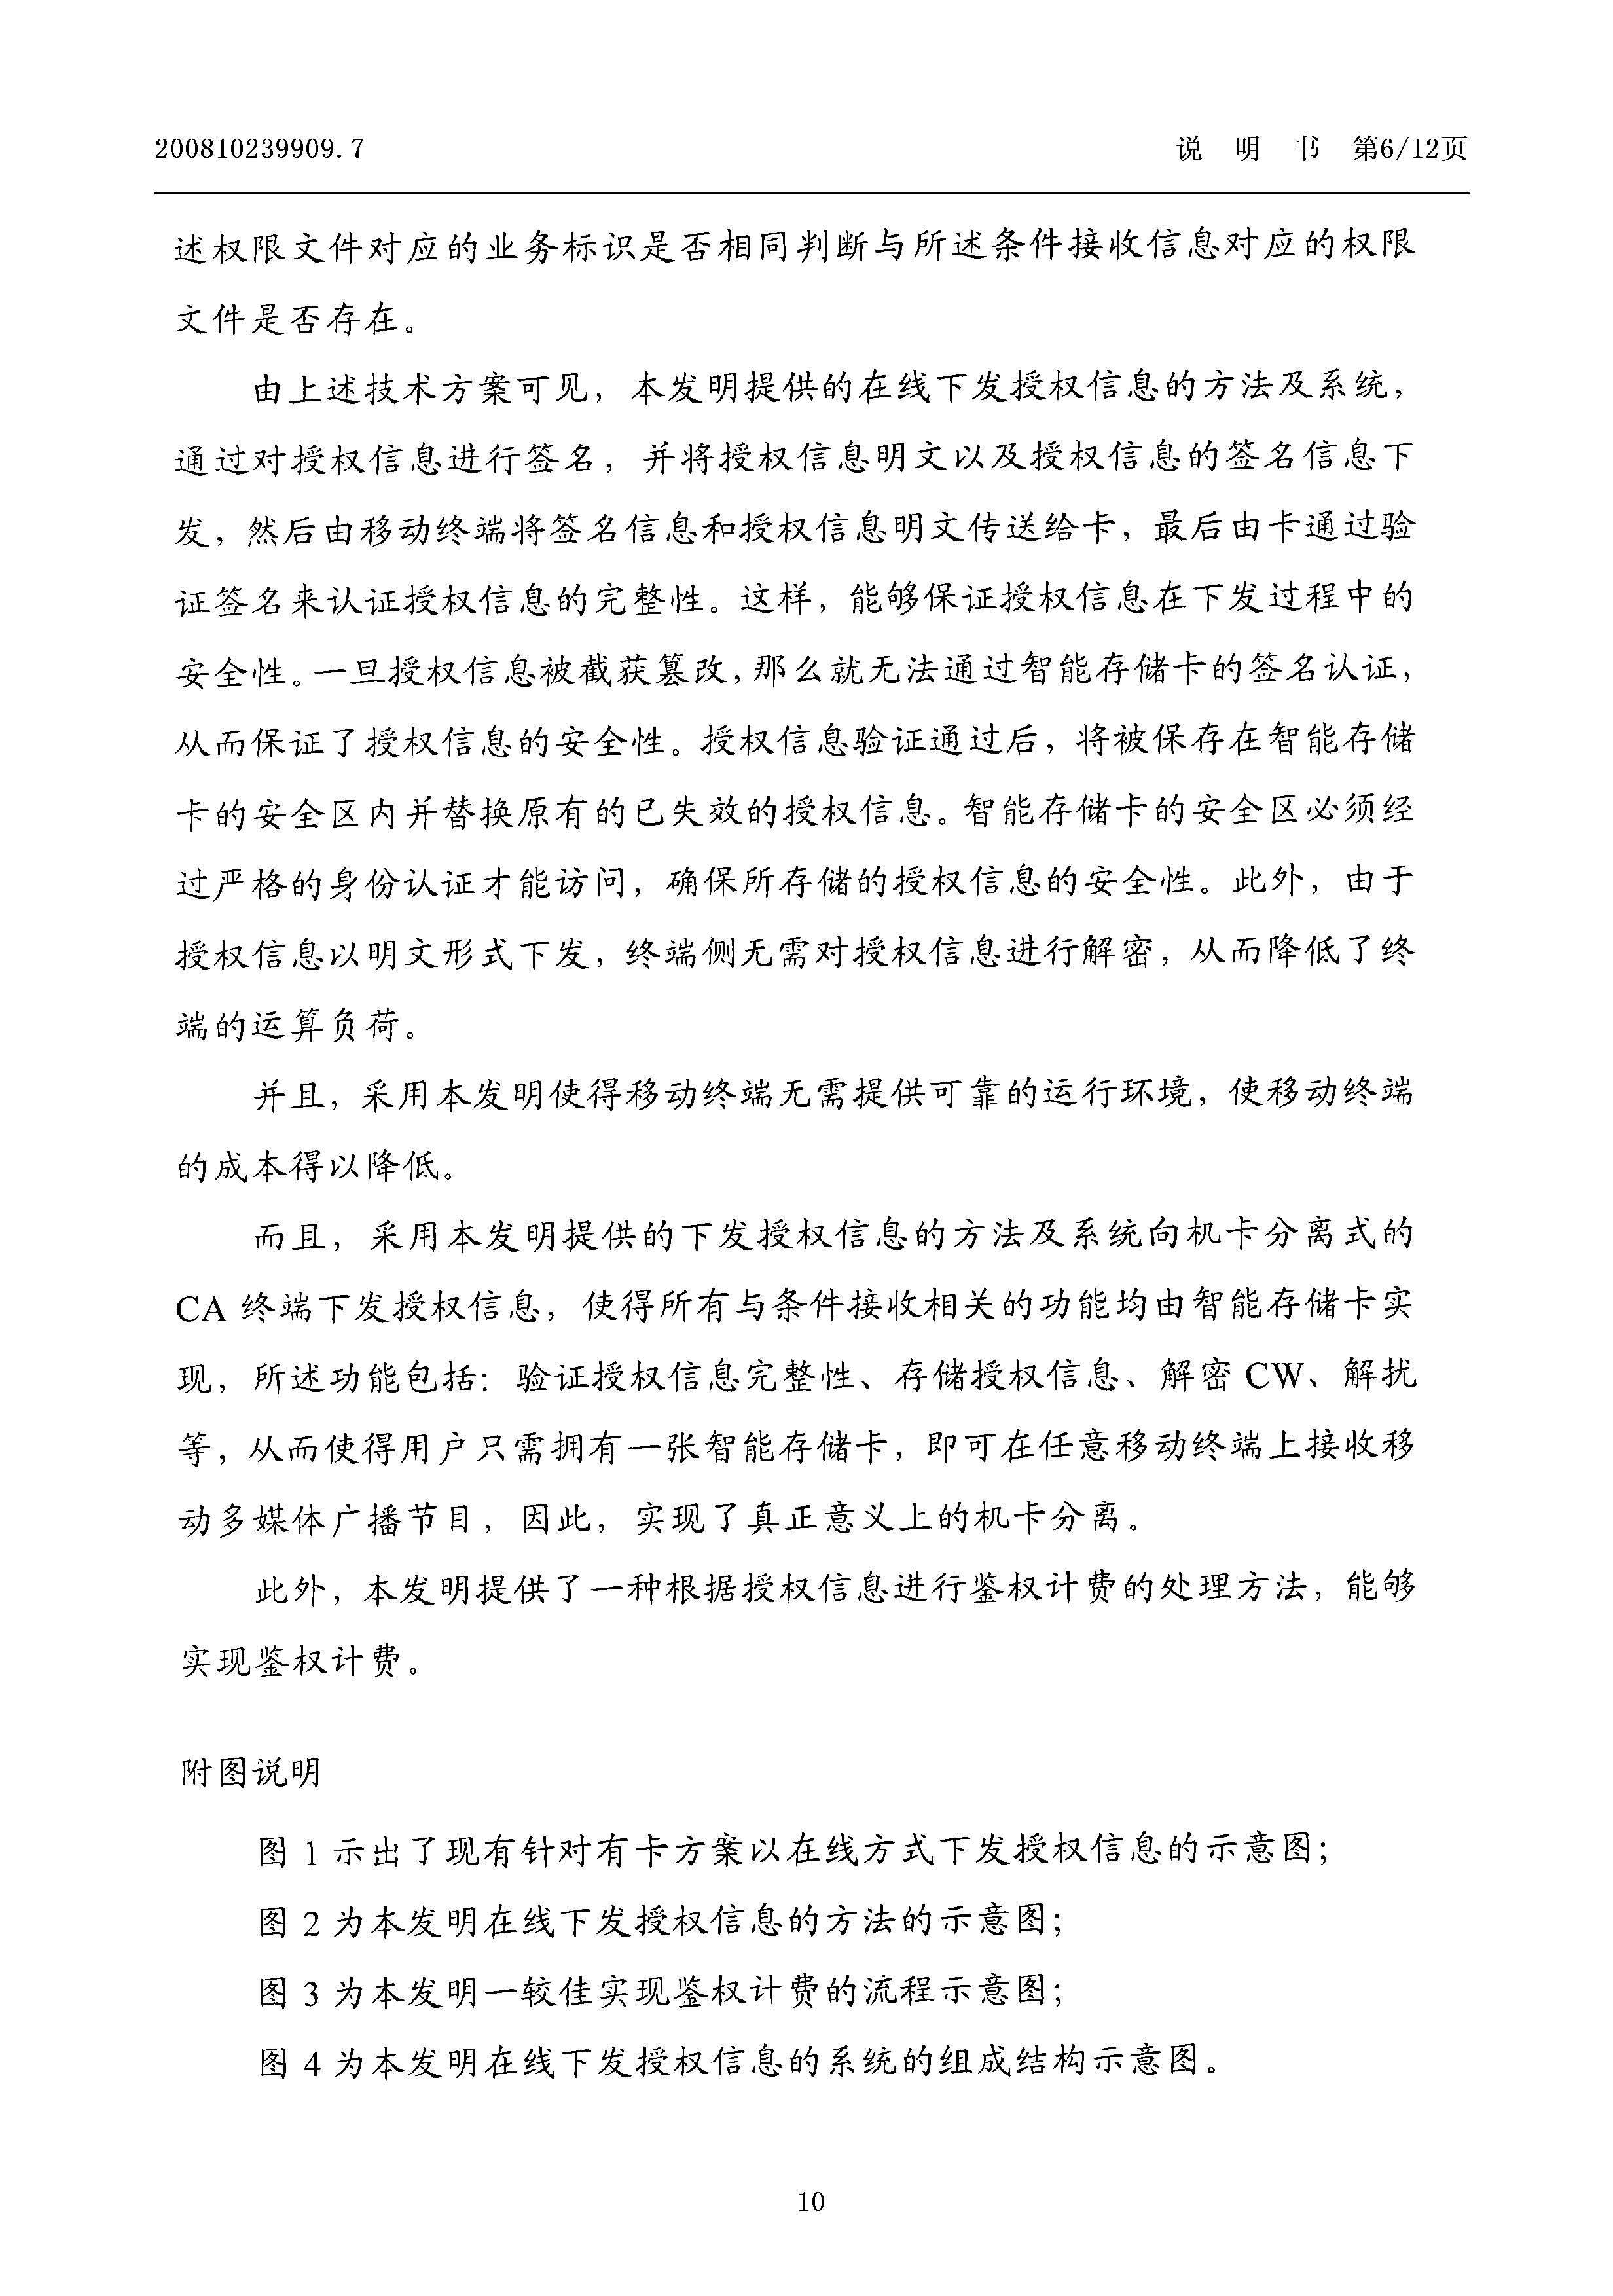 200810239909.7 说 明 书 第6/12页
述权限文件对应的业务标识是否相同判断与所述条件接收信息对应的权限
文件是否存在。
由上述技术方案可见，本发明提供的在线下发授权信息的方法及系统，
通过对授权信息进行签名，并将授权信息明文以及授权信息的签名信息下
发，然后由移动终端将签名信息和授权信息明文传送给卡，最后由卡通过验
证签名来认证授权信息的完整性。这样，能够保证授权信息在下发过程中的
安全性。一旦授权信息被截获篡改，那么就无法通过智能存储卡的签名认证，
从而保证了授权信息的安全性。授权信息验证通过后，将被保存在智能存储
卡的安全区内并替换原有的已失效的授权信息。智能存储卡的安全区必须经
过严格的身份认证才能访问，确保所存储的授权信息的安全性。此外，由于
授权信息以明文形式下发，终端侧无需对授权信息进行解密，从而降低了终
端的运算负荷。
并且，采用本发明使得移动终端无需提供可靠的运行环境，使移动终端
的成本得以降低。
而且，采用本发明提供的下发授权信息的方法及系统向机卡分离式的
CA 终端下发授权信息，使得所有与条件接收相关的功能均由智能存储卡实
现，所述功能包括：验证授权信息完整性、存储授权信息、解密 CW、解扰
等，从而使得用户只需拥有一张智能存储卡，即可在任意移动终端上接收移
动多媒体广播节目，因此，实现了真正意义上的机卡分离。
此外，本发明提供了一种根据授权信息进行鉴权计费的处理方法，能够
实现鉴权计费。
附图说明
图 1 示出了现有针对有卡方案以在线方式下发授权信息的示意图；
图 2 为本发明在线下发授权信息的方法的示意图；
图 3 为本发明一较佳实现鉴权计费的流程示意图；
图 4 为本发明在线下发授权信息的系统的组成结构示意图。
10